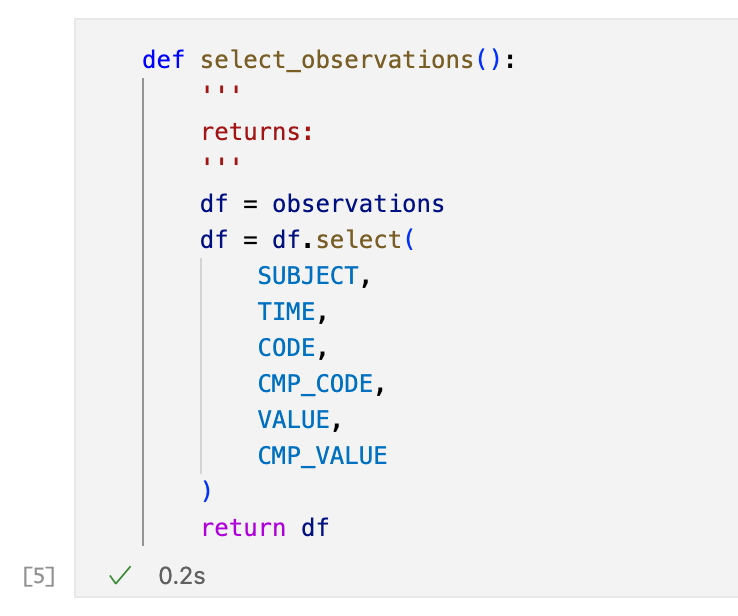 def select_observations():
    '''
    returns:
    '''
    df = observations
    df = df.select(
        SUBJECT,
        TIME,
        CODE,
        CMP_CODE,
        VALUE,
        CMP_VALUE
    )
    return df
[5] ✓ 0.2s